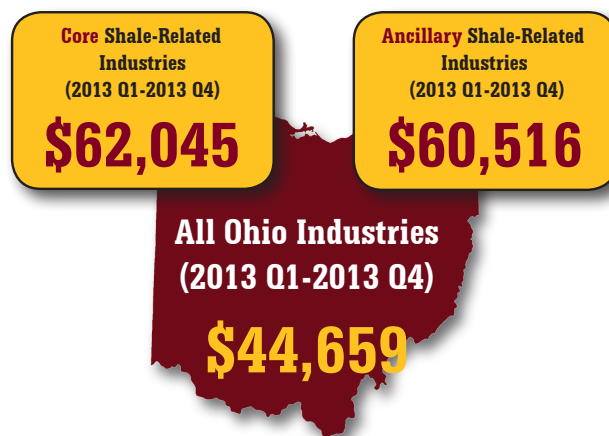 Core Shale-Related
Industries
(2013 Q1-2013 Q4)
$62,045
Ancillary Shale-Related
Industries
(2013 Q1-2013 Q4)
$60,516
All Ohio Industries
(2013 Q1-2013 Q4)
$44,659